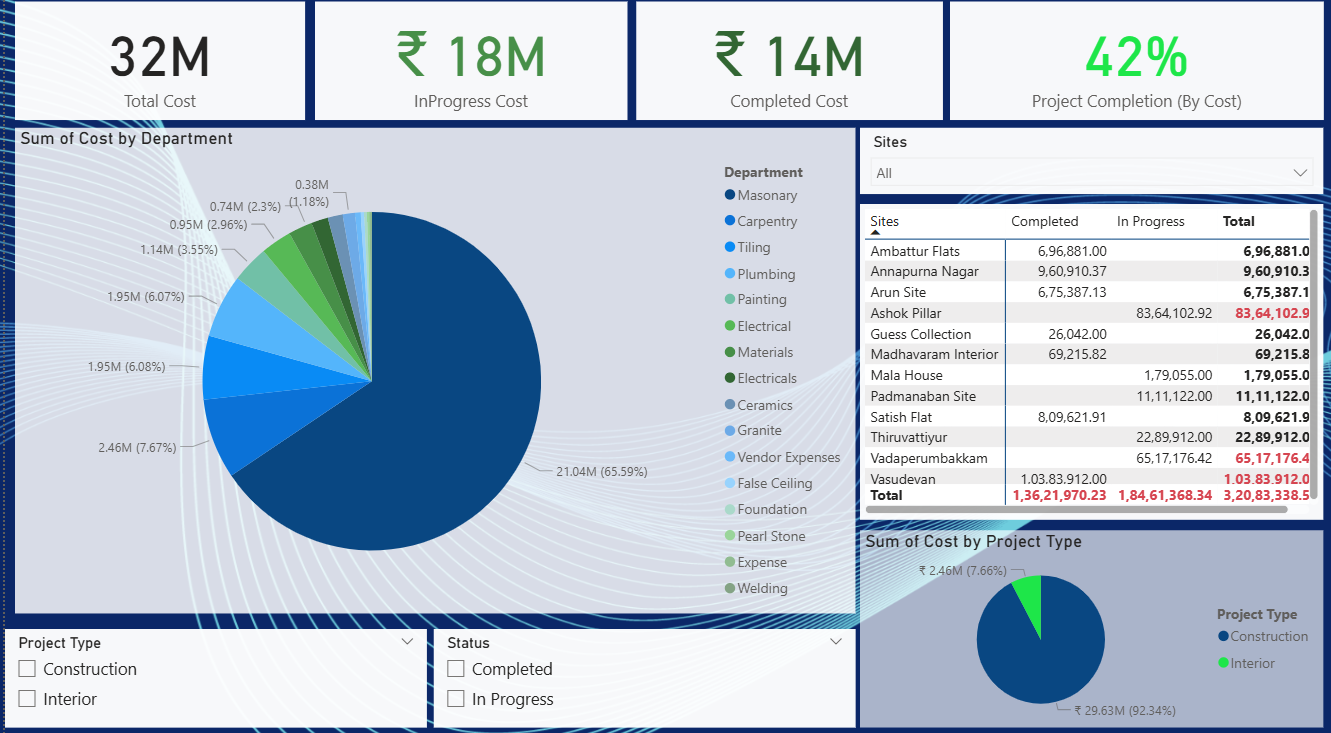 32M
Total Cost
₹ 18M
InProgress Cost
₹ 14M
Completed Cost
42%
Project Completion (By Cost)
Sum of Cost by Department
0.38M
(1.18%)
0.74M (2.3%)
0.95M (2.96%)
1.14M (3.55%)
1.95M (6.07%)
1.95M (6.08%)
2.46M (7.67%)
21.04M (65.59%)
Department
Masonary
Carpentry
Tiling
Plumbing
Painting
Electrical
Materials
Electricals
Ceramics
Granite
Vendor Expenses
False Ceiling
Foundation
Pearl Stone
Expense
Welding
Sites
All
Sites Completed In Progress Total
Ambattur Flats 6,96,881.00 6,96,881.0
Annapurna Nagar 9,60,910.37 9,60,910.3
Arun Site 6,75,387.13 6,75,387.1
Ashok Pillar 83,64,102.92 83,64,102.9
Guess Collection 26,042.00 26,042.0
Madhavaram Interior 69,215.82 69,215.8
Mala House 1,79,055.00 1,79,055.0
Padmanaban Site 11,11,122.00 11,11,122.0
Satish Flat 8,09,621.91 8,09,621.9
Thiruvattiyur 22,89,912.00 22,89,912.0
Vadaperumbakkam 65,17,176.42 65,17,176.4
Vasudevan 1,03,83,912.00 1,03,83,912.0
Total 1,36,21,970.23 1,84,61,368.34 3,20,83,338.5
Sum of Cost by Project Type
₹ 2.46M (7.66%)
₹ 29.63M (92.34%)
Project Type
Construction
Interior
Project Type
Construction
Interior
Status
Completed
In Progress